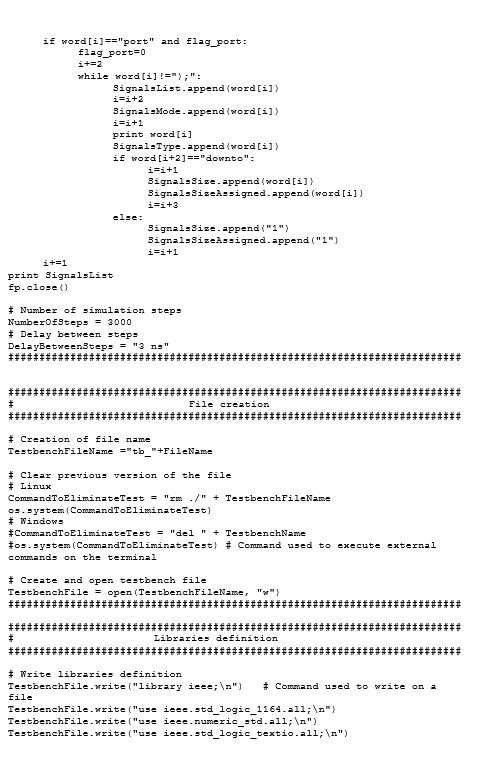 if word[i]=="port" and flag_port:
flag_port=0
i+=2
while word[i]!=");":
SignalsList.append(word[i])
i=i+2
SignalsMode.append(word[i])
i=i+1
print word[i]
SignalsType.append(word[i])
if word[i+2]=="downto":
i=i+1
SignalsSize.append(word[i])
SignalsSizeAssigned.append(word[i])
i=i+3
else:
SignalsSize.append("1")
SignalsSizeAssigned.append("1")
i=i+1
i+=1
print SignalsList
fp.close()
# Number of simulation steps
NumberOfSteps = 3000
# Delay between steps
DelayBetweenSteps = "3 ns"
#########################################################################
#########################################################################
# File creation
#########################################################################
# Creation of file name
TestbenchFileName ="tb_"+FileName
# Clear previous version of the file
# Linux
CommandToEliminateTest = "rm ./" + TestbenchFileName
os.system(CommandToEliminateTest)
# Windows
#CommandToEliminateTest = "del " + TestbenchName
#os.system(CommandToEliminateTest) # Command used to execute external
commands on the terminal
# Create and open testbench file
TestbenchFile = open(TestbenchFileName, "w")
#########################################################################
#########################################################################
# Libraries definition
#########################################################################
# Write libraries definition
TestbenchFile.write("library ieee;\n") # Command used to write on a
file
TestbenchFile.write("use ieee.std_logic_1164.all;\n")
TestbenchFile.write("use ieee.numeric_std.all;\n")
TestbenchFile.write("use ieee.std_logic_textio.all;\n")